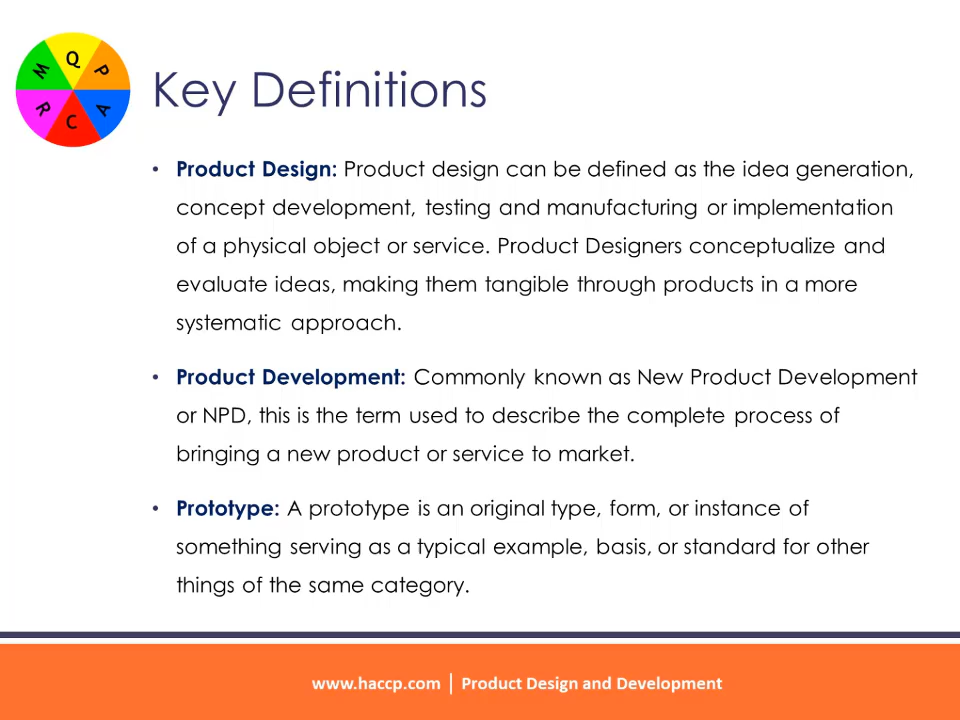 Q
P
A
C
R
M
Key Definitions
• Product Design: Product design can be defined as the idea generation,
concept development, testing and manufacturing or implementation
of a physical object or service. Product Designers conceptualize and
evaluate ideas, making them tangible through products in a more
systematic approach.
• Product Development: Commonly known as New Product Development
or NPD, this is the term used to describe the complete process of
bringing a new product or service to market.
• Prototype: A prototype is an original type, form, or instance of
something serving as a typical example, basis, or standard for other
things of the same category.
www.haccp.com | Product Design and Development